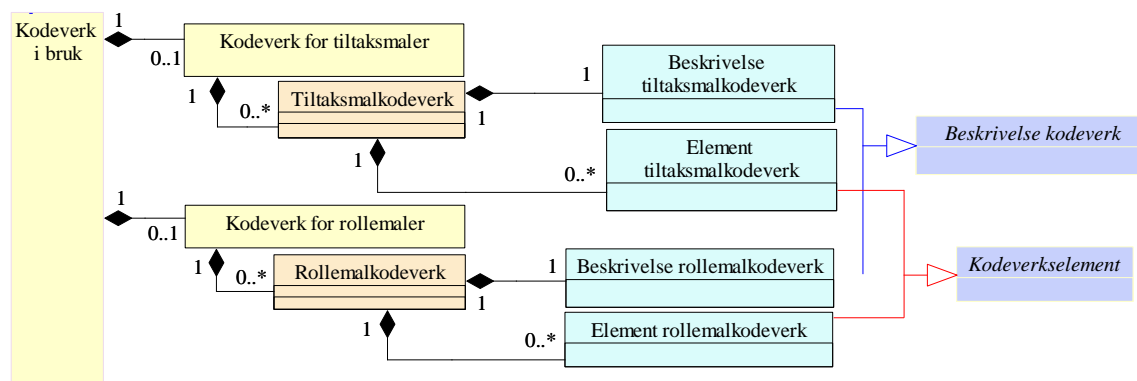 Kodeverk
i bruk
1
0..1
Kodeverk for tiltaksmaler
1
0..*
Tiltaksmalkodeverk
1
1
Beskrivelse
tiltaksmalkodeverk
1
0..*
Element
tiltaksmalkodeverk
Beskrivelse kodeverk
1
0..1
Kodeverk for rollemaler
1
0..*
Rollemalkodeverk
1
1
Beskrivelse rollemalkodeverk
1
0..*
Element rollemalkodeverk
Kodeverkselement